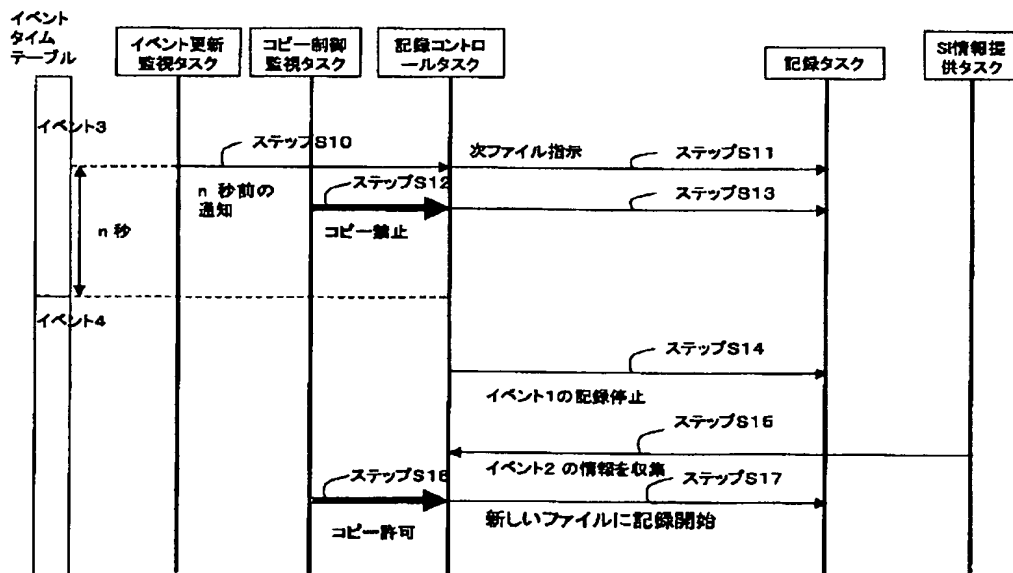 イベント
タイム
テーブル
イベント更新
監視タスク
コピー制御
監視タスク
記録コントロ
ールタスク
記録タスク
SI情報提
供タスク
イベント3
ステップS10
次ファイル指示
ステップS11
n 秒前の
通知
ステップS12
ステップS13
コピー禁止
n 秒
イベント4
ステップS14
イベント1の記録停止
ステップS15
イベント2 の情報を収集
ステップS16
ステップS17
新しいファイルに記録開始
コピー許可